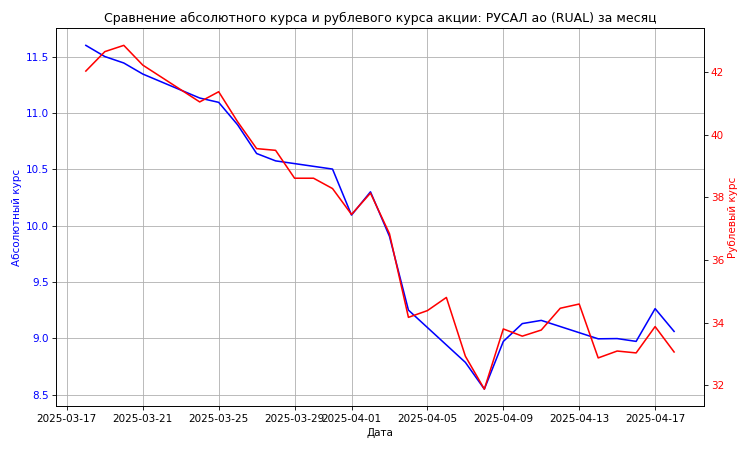 Сравнение абсолютного курса и рублевого курса акции: РУСАЛ ао (RUAL) за месяц
Абсолютный курс
11.5
11.0
10.5
10.0
9.5
9.0
8.5
42
40
38
36
34
32
Рублевый курс
2025-03-17 2025-03-21 2025-03-25 2025-03-29 2025-04-01 2025-04-05 2025-04-09 2025-04-13 2025-04-17
Дата